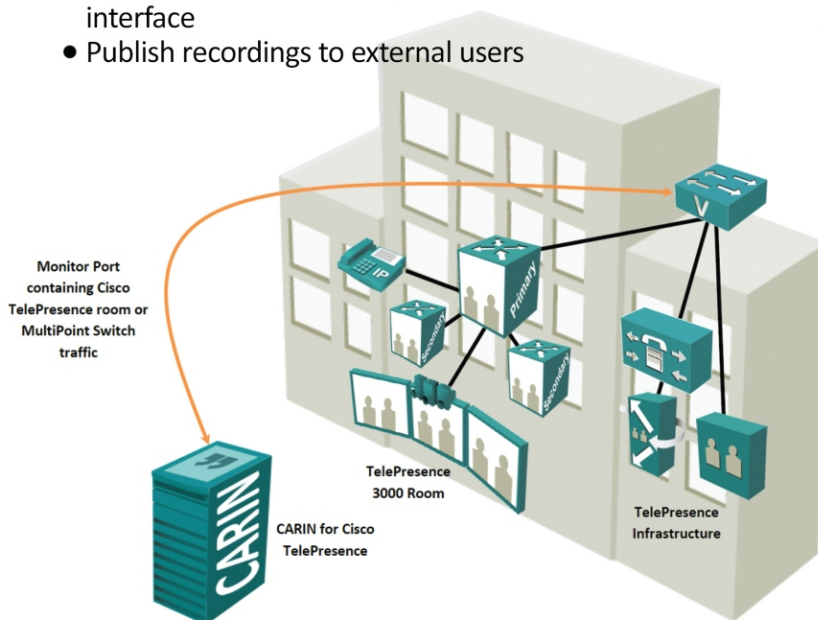 interface
• Publish recordings to external users
V
Monitor Port
containing Cisco
TelePresence room or
MultiPoint Switch
traffic
IP
Primary
Secondary
Secondary
TelePresence
3000 Room
TelePresence
Infrastructure
CARIN
CARIN for Cisco
TelePresence